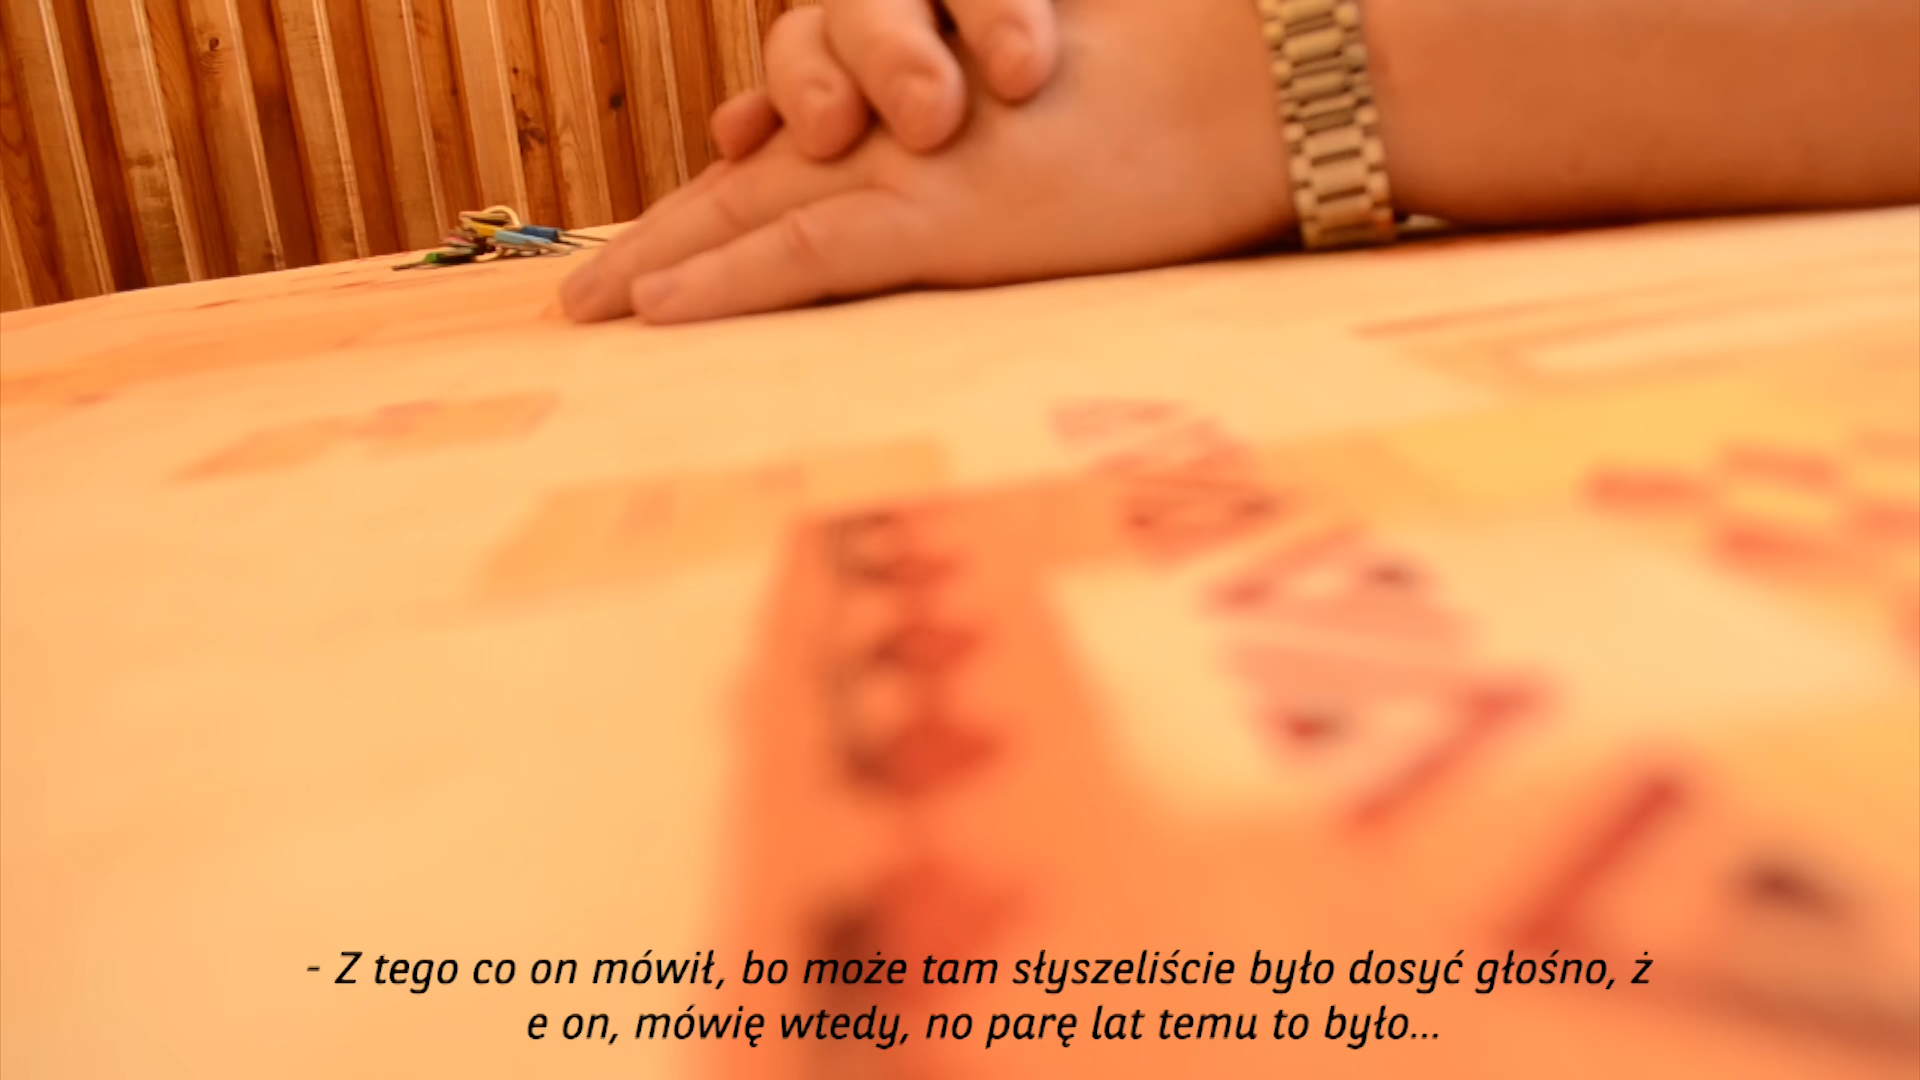 - Z tego co on mówił, bo może tam słyszeliście było dosyć głośno, ż
e on, mówię wtedy, no parę lat temu to było...